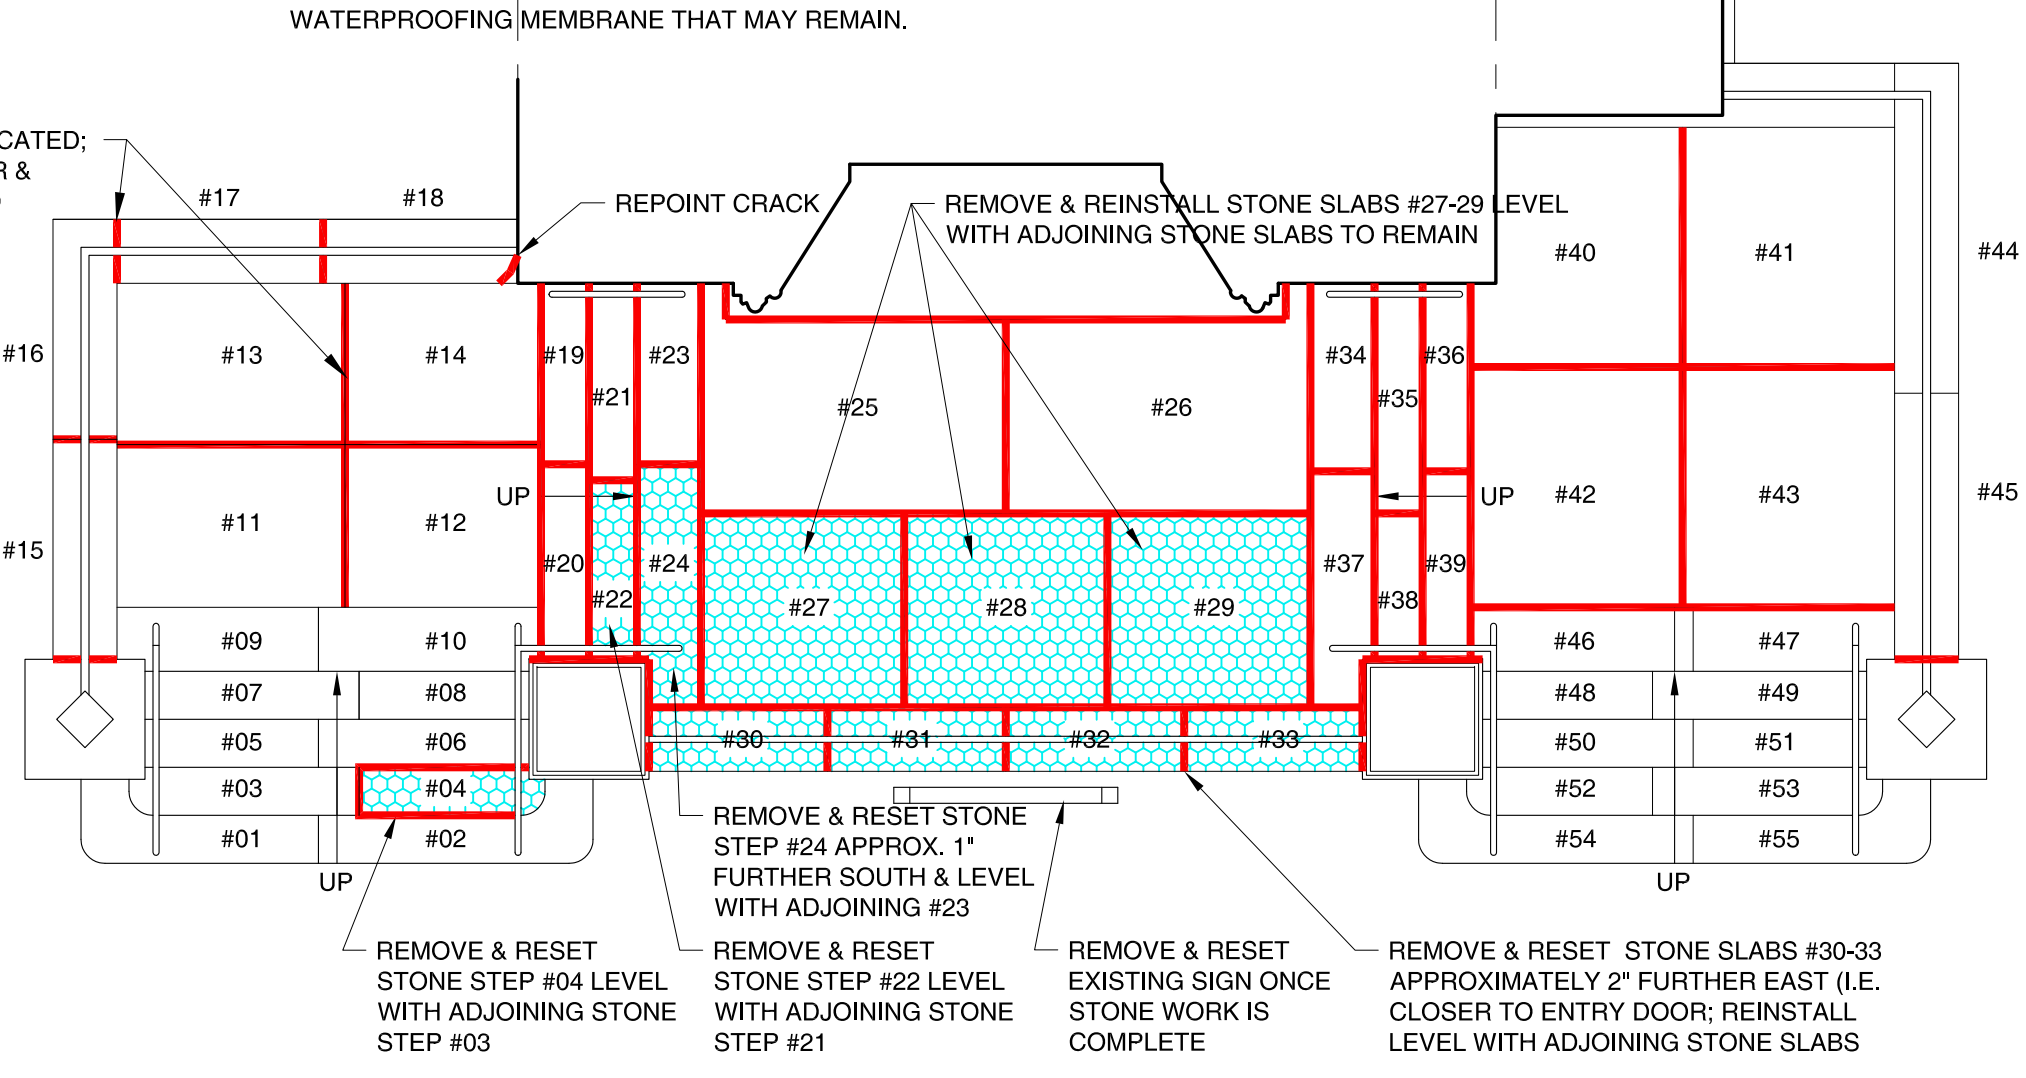 WATERPROOFING MEMBRANE THAT MAY REMAIN.
CATED;
R &
#17
#18
REPOINT CRACK
REMOVE & REINSTALL STONE SLABS #27-29 LEVEL
WITH ADJOINING STONE SLABS TO REMAIN
#40
#41
#44
#16
#13
#14
#19
#23
#34
#36
#21
#25
#26
#35
UP
UP
#42
#43
#45
#11
#12
#15
#20
#24
#37
#39
#22
#27
#28
#29
#38
#09
#10
#46
#47
#07
#08
#48
#49
#05
#06
#30
#31
#32
#33
#50
#51
#03
#04
#52
#53
#01
#02
#54
#55
UP
UP
REMOVE & RESET STONE
STEP #24 APPROX. 1"
FURTHER SOUTH & LEVEL
WITH ADJOINING #23
REMOVE & RESET
STONE STEP #04 LEVEL
WITH ADJOINING STONE
STEP #03
REMOVE & RESET
STONE STEP #22 LEVEL
WITH ADJOINING STONE
STEP #21
REMOVE & RESET
EXISTING SIGN ONCE
STONE WORK IS
COMPLETE
REMOVE & RESET STONE SLABS #30-33
APPROXIMATELY 2" FURTHER EAST (I.E.
CLOSER TO ENTRY DOOR; REINSTALL
LEVEL WITH ADJOINING STONE SLABS